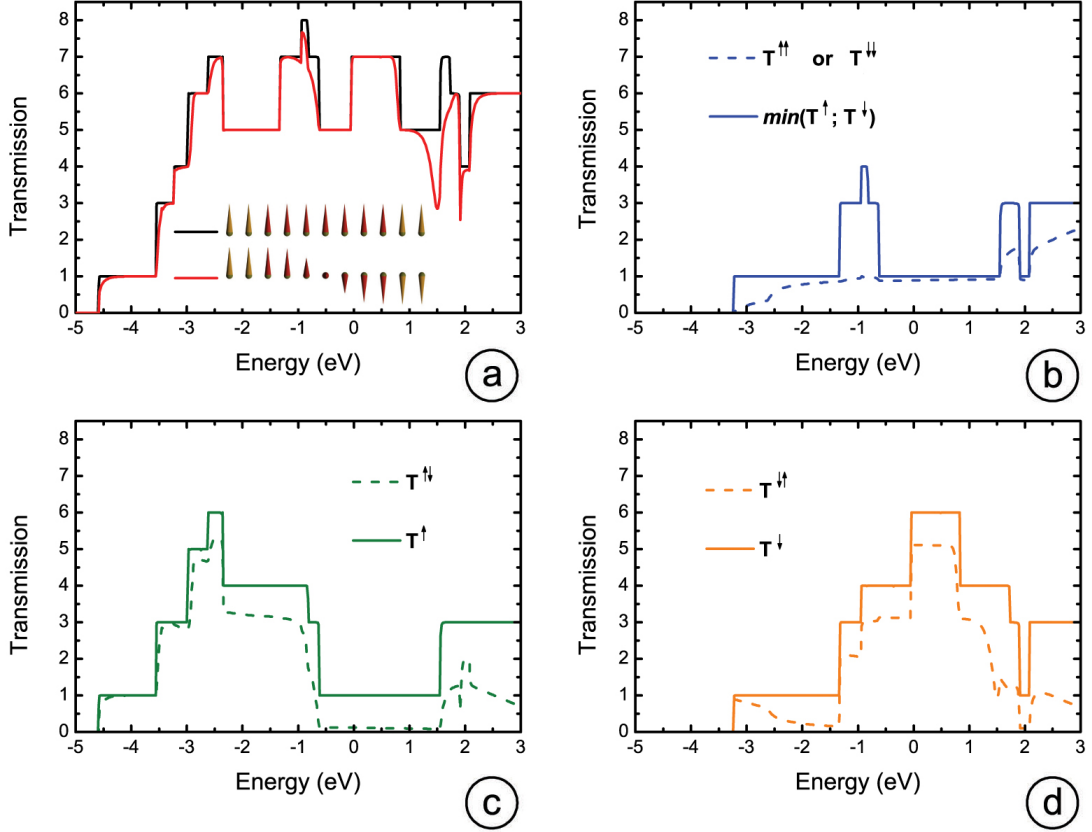 8
7
6
5
4
3
2
1
0
Transmission
-5 -4 -3 -2 -1 0 1 2 3
Energy (eV)
a
8
7
6
5
4
3
2
1
0
Transmission
T↑↑ or T↓↓
min(T↑; T↓)
-5 -4 -3 -2 -1 0 1 2 3
Energy (eV)
b
8
7
6
5
4
3
2
1
0
Transmission
T↑↓
T↑
-5 -4 -3 -2 -1 0 1 2 3
Energy (eV)
c
8
7
6
5
4
3
2
1
0
Transmission
T↓↑
T↓
-5 -4 -3 -2 -1 0 1 2 3
Energy (eV)
d